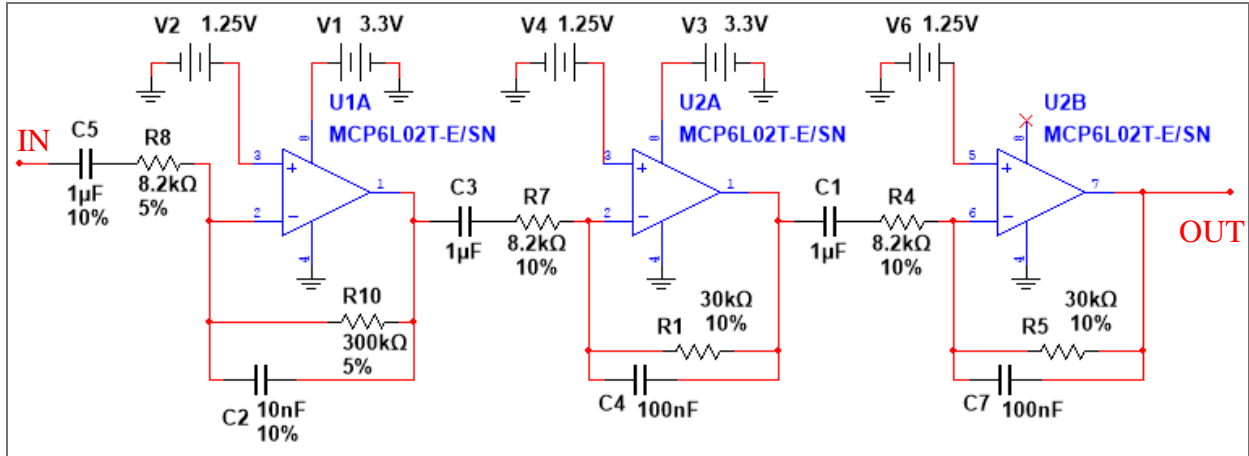 V2 1.25V
V1 3.3V
V4 1.25V
V3 3.3V
V6 1.25V
U1A
MCP6L02T-E/SN
U2A
MCP6L02T-E/SN
U2B
MCP6L02T-E/SN
IN
C5
1µF
10%
R8
8.2kΩ
5%
3
2
8
4
1
+
−
R10
300kΩ
5%
C2
10nF
10%
C3
1µF
R7
8.2kΩ
10%
3
2
8
4
1
+
−
30kΩ
10%
R1
C4
100nF
C1
1µF
R4
8.2kΩ
10%
5
6
8
4
7
+
−
30kΩ
10%
R5
C7
100nF
OUT